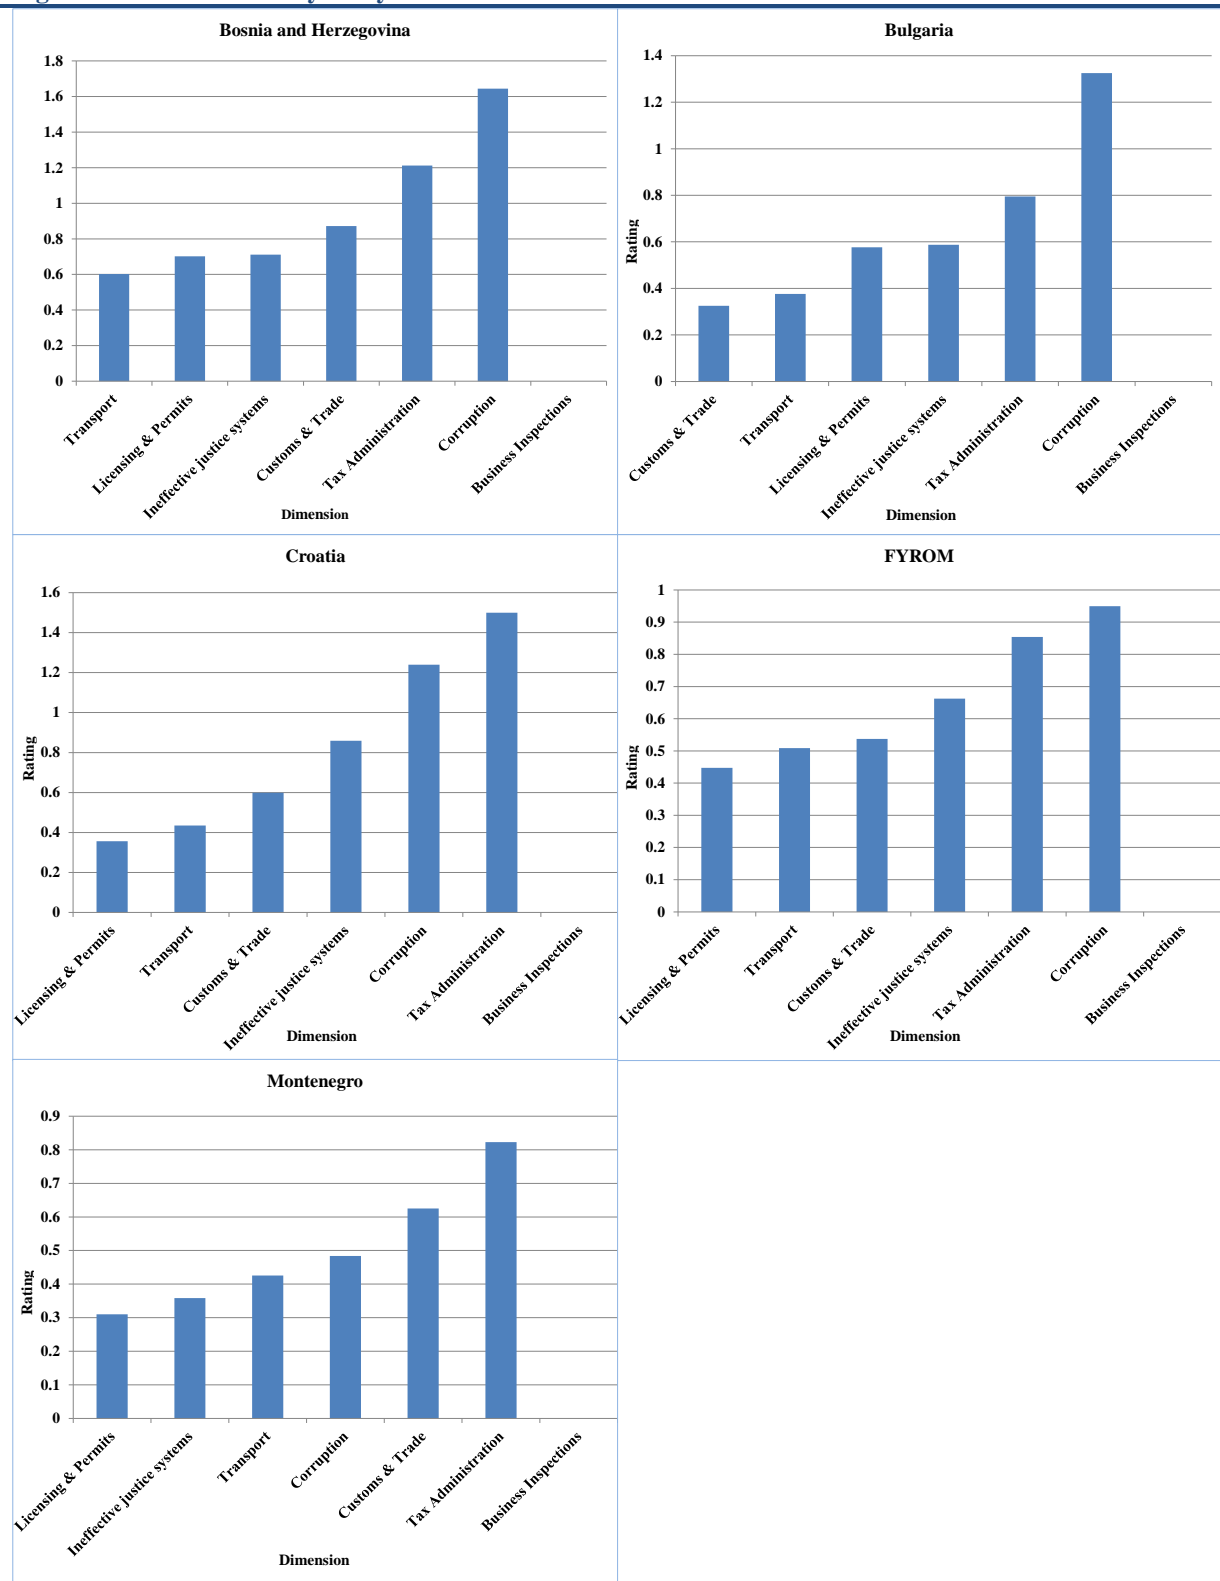 Bosnia and Herzegovina
1.8
1.6
1.4
1.2
1
0.8
0.6
0.4
0.2
0
Transport
Licensing & Permits
Ineffective justice systems
Customs & Trade
Tax Administration
Corruption
Business Inspections
Dimension
Bulgaria
1.4
1.2
1
0.8
0.6
0.4
0.2
0
Rating
Customs & Trade
Transport
Licensing & Permits
Ineffective justice systems
Tax Administration
Corruption
Business Inspections
Dimension
Croatia
1.6
1.4
1.2
1
0.8
0.6
0.4
0.2
0
Rating
Licensing & Permits
Transport
Customs & Trade
Ineffective justice systems
Corruption
Tax Administration
Business Inspections
Dimension
FYROM
1
0.9
0.8
0.7
0.6
0.5
0.4
0.3
0.2
0.1
0
Rating
Licensing & Permits
Transport
Customs & Trade
Ineffective justice systems
Tax Administration
Corruption
Business Inspections
Dimension
Montenegro
0.9
0.8
0.7
0.6
0.5
0.4
0.3
0.2
0.1
0
Rating
Licensing & Permits
Ineffective justice systems
Transport
Corruption
Customs & Trade
Tax Administration
Business Inspections
Dimension